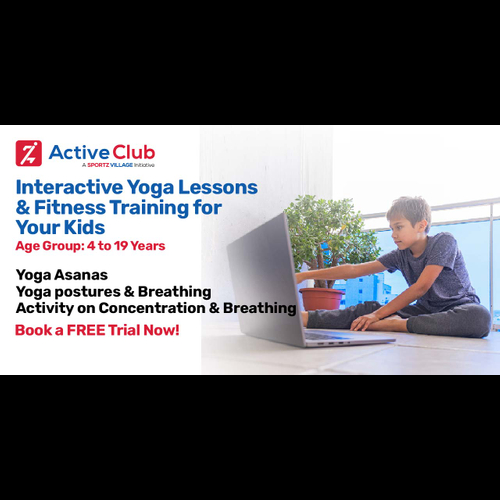 Active Club
A SPORTZ VILLAGE Initiative
Interactive Yoga Lessons
& Fitness Training for
Your Kids
Age Group: 4 to 19 Years
Yoga Asanas
Yoga postures & Breathing
Activity on Concentration & Breathing
Book a FREE Trial Now!